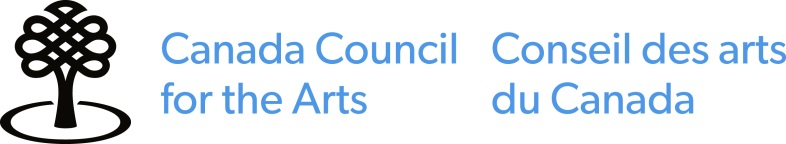 Canada Council
for the Arts
Conseil des arts
du Canada